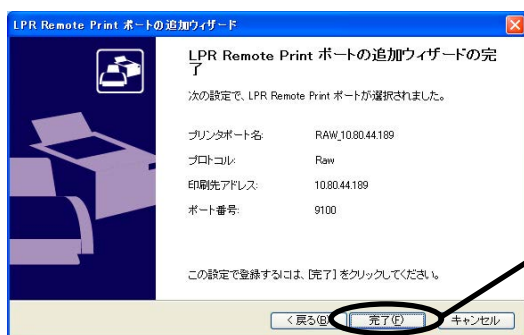 LPR Remote Print ポートの追加ウィザード
LPR Remote Print ポートの追加ウィザードの完
了
次の設定で、LPR Remote Print ポートが選択されました。
プリンタポート名: RAW_10.80.44.189
プロトコル: Raw
印刷先アドレス: 10.80.44.189
ポート番号: 9100
この設定で登録するには、[完了] をクリックしてください。
< 戻る(B) 完了(F) キャンセル